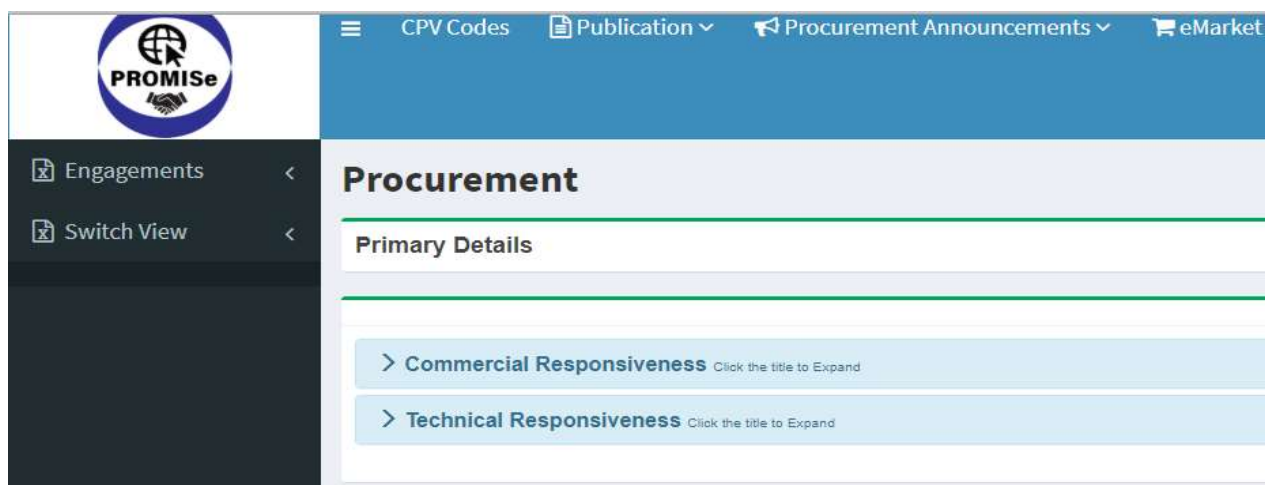 PROMISe
CPV Codes Publication Procurement Announcements eMarket
Engagements
Switch View
Procurement
Primary Details
Commercial Responsiveness Click the title to Expand
Technical Responsiveness Click the title to Expand